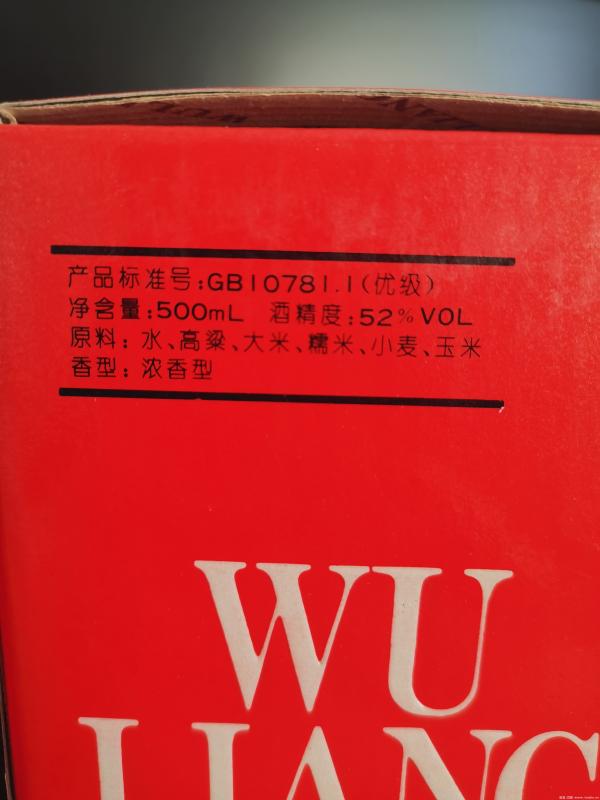 产品标准号:GB10781.1(优级)
净含量:500mL 酒精度:52%VOL
原料:水、高粱、大米、糯米、小麦、玉米
香型:浓香型
WU
LIANG